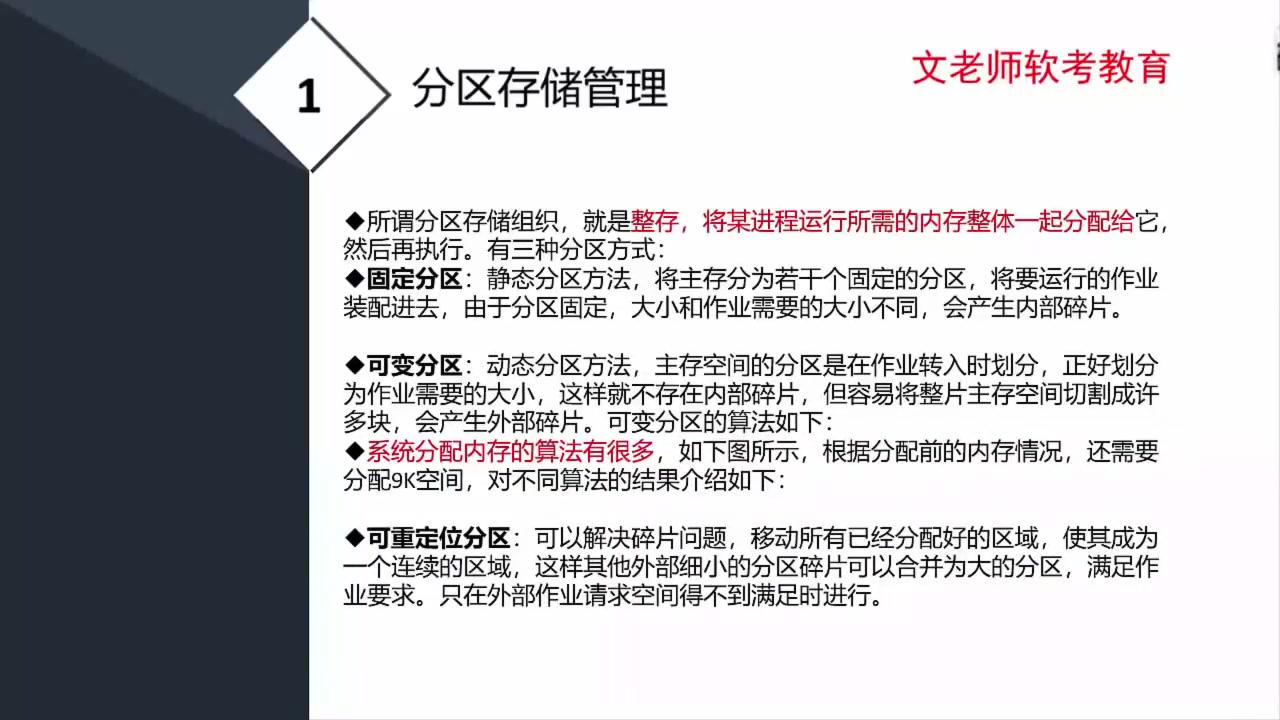 1
分区存储管理
文老师软考教育
◆所谓分区存储组织，就是整存，将某进程运行所需的内存整体一起分配给它，
然后再执行。有三种分区方式：
◆固定分区：静态分区方法，将主存分为若干个固定的分区，将要运行的作业
装配进去，由于分区固定，大小和作业需要的大小不同，会产生内部碎片。
◆可变分区：动态分区方法，主存空间的分区是在作业转入时划分，正好划分
为作业需要的大小，这样就不存在内部碎片，但容易将整片主存空间切割成许
多块，会产生外部碎片。可变分区的算法如下：
◆系统分配内存的算法有很多，如下图所示，根据分配前的内存情况，还需要
分配9K空间，对不同算法的结果介绍如下：
◆可重定位分区：可以解决碎片问题，移动所有已经分配好的区域，使其成为
一个连续的区域，这样其他外部细小的分区碎片可以合并为大的分区，满足作
业要求。只在外部作业请求空间得不到满足时进行。